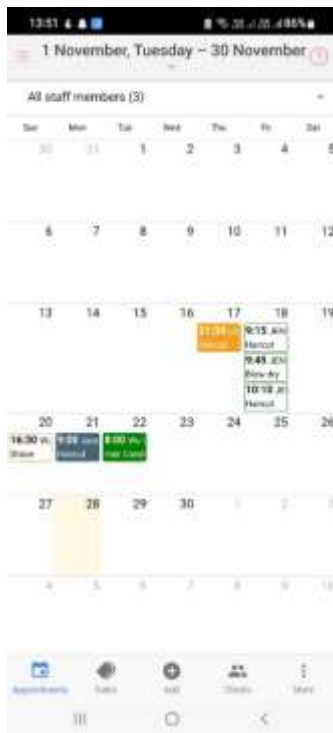 13:51
86%
1 November, Tuesday – 30 November
All staff members (3)
Sun Mon Tue Wed Thu Fri Sat
30 31 1 2 3 4 5
6 7 8 9 10 11 12
13 14 15 16 17 18 19
9:15
Haircut Haircut
9:45
Blow dry
10:10
Haircut
20 21 22 23 24 25 26
16:30 9:00 8:00
Shave Haircut Hair
27 28 29 30 1 2 3
4 5 6 7 8 9 10
Appointments Sales Add Clients More